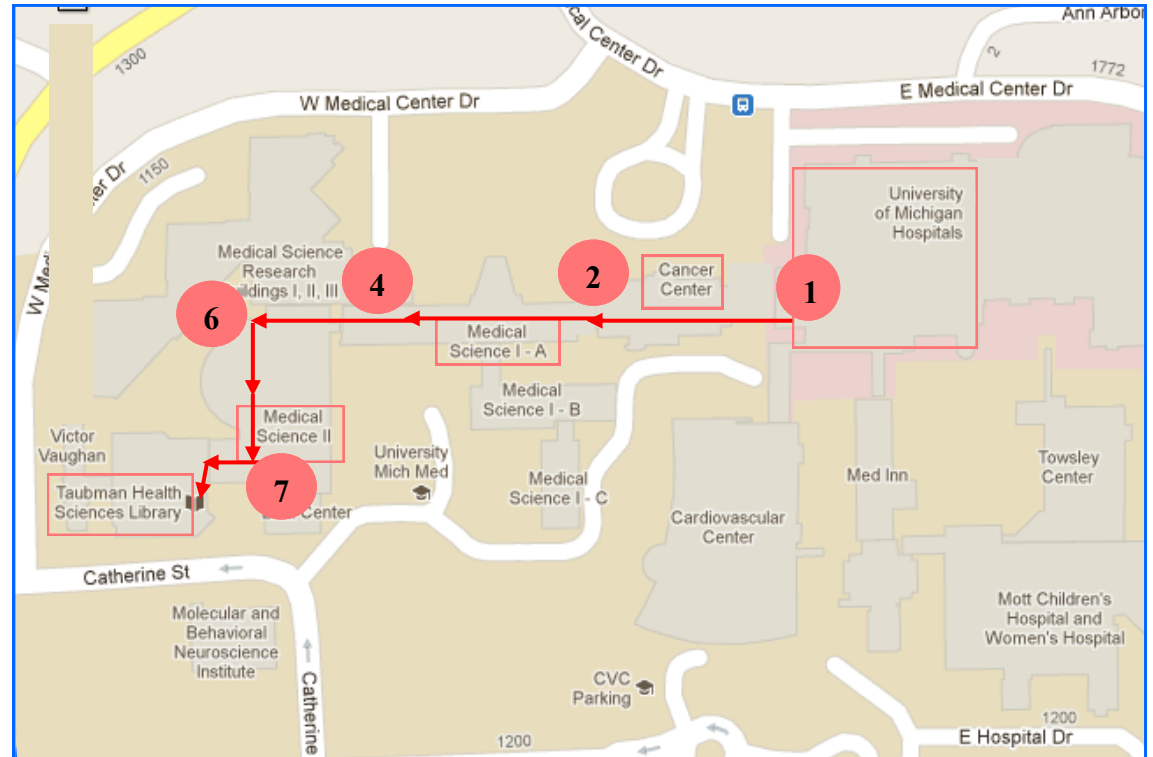 Ann Arbor
cal Center Dr
2
1772
1300
W Medical Center Dr
E Medical Center Dr
er Dr
1150
University
of Michigan
Hospitals
Medical Science
Research
ildings I, II, III
W Medi
Cancer
Center
1
2
4
6
Medical
Science I - A
Medical
Science I - B
Medical
Science II
Victor
Vaughan
University
Mich Med
Medical
Science I - C
Med Inn
Towsley
Center
7
Taubman Health
Sciences Library
Center
Cardiovascular
Center
Catherine St
Molecular and
Behavioral
Neuroscience
Institute
Mott Children's
Hospital and
Women's Hospital
Catherine
CVC
Parking
1200
1200
E Hospital Dr